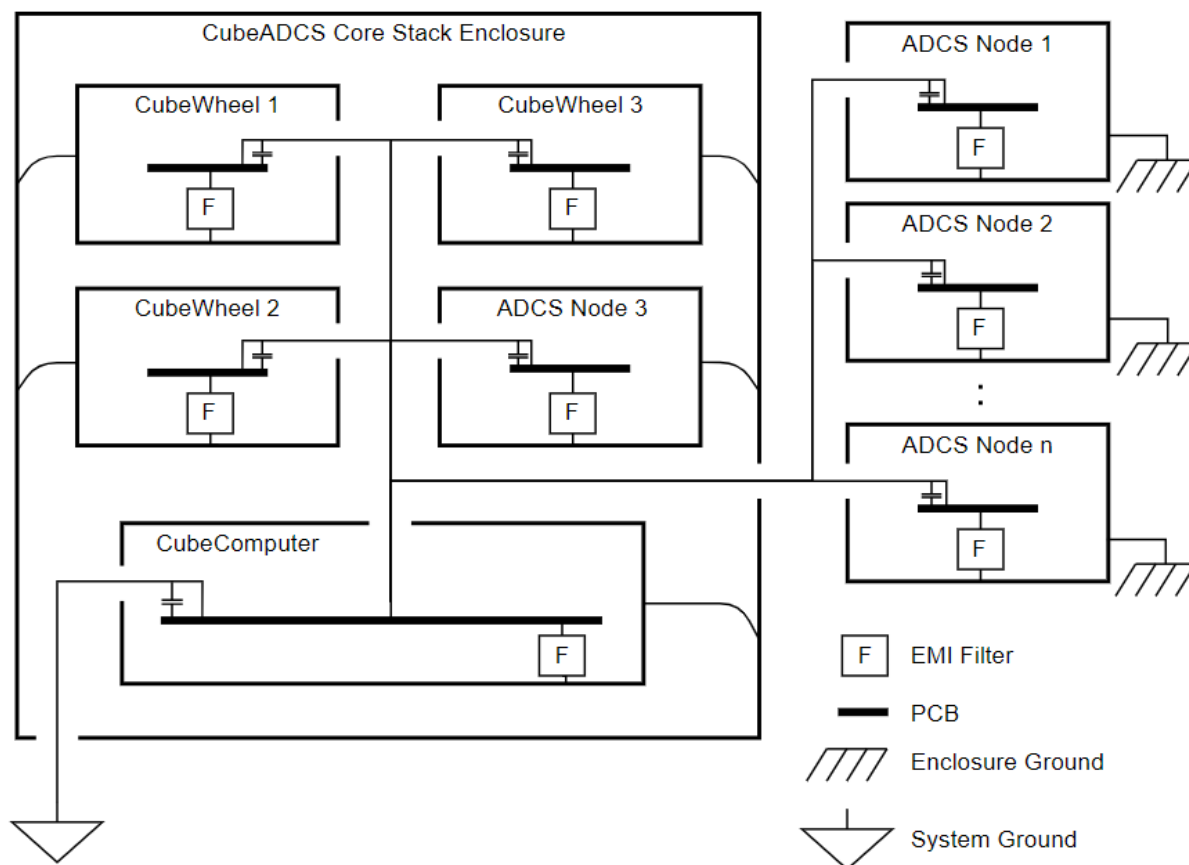 CubeADCS Core Stack Enclosure
CubeWheel 1
F
CubeWheel 3
F
CubeWheel 2
F
ADCS Node 3
F
CubeComputer
F
ADCS Node 1
F
ADCS Node 2
F
:
ADCS Node n
F
F EMI Filter
PCB
Enclosure Ground
System Ground